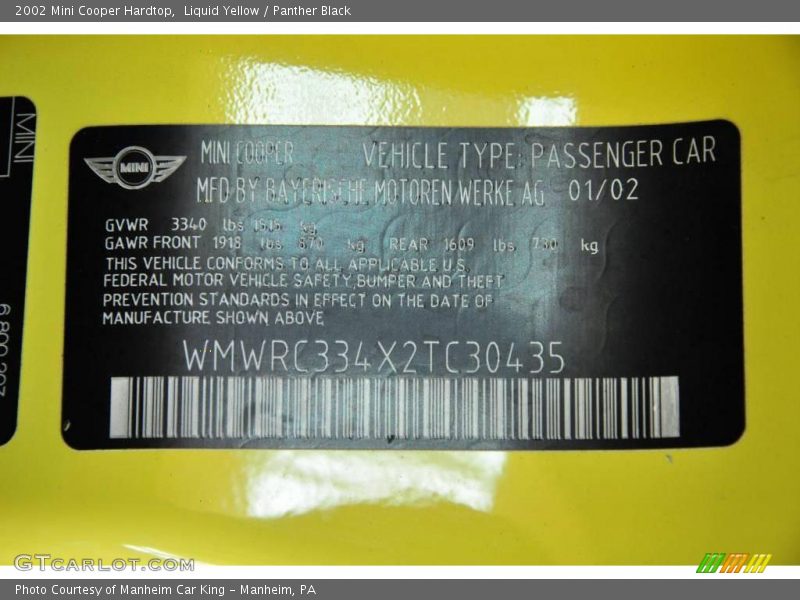 2002 Mini Cooper Hardtop, Liquid Yellow / Panther Black
MINI
MINI
MINI COOPER VEHICLE TYPE: PASSENGER CAR
MFD BY BAYERISCHE MOTOREN WERKE AG 01/02
GVWR 3340 lbs 1515 kg
GAWR FRONT 1918 lbs 870 kg REAR 1609 lbs 730 kg
THIS VEHICLE CONFORMS TO ALL APPLICABLE U.S.
FEDERAL MOTOR VEHICLE SAFETY,BUMPER AND THEFT
PREVENTION STANDARDS IN EFFECT ON THE DATE OF
MANUFACTURE SHOWN ABOVE
WMWRC334X2TC30435
GTCARLOT.COM
Photo Courtesy of Manheim Car King - Manheim, PA